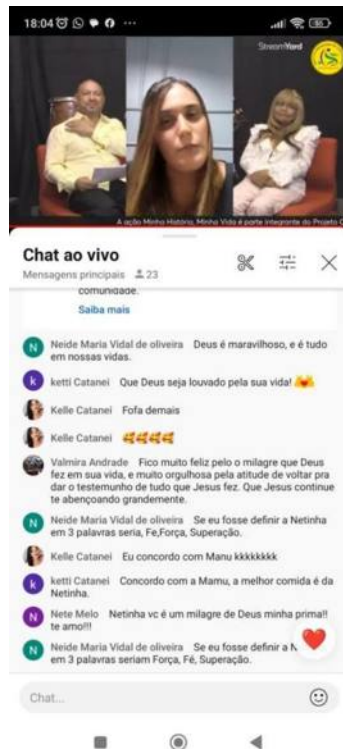 18:04
StreamYard
A ação Minha História, Minha Vida é parte integrante do Projeto C
Chat ao vivo
Mensagens principais 23
comunidade.
Saiba mais
N Neide Maria Vidal de oliveira Deus é maravilhoso, e é tudo
em nossas vidas.
k ketti Catanei Que Deus seja louvado pela sua vida!
Kelle Catanei Fofa demais
Kelle Catanei
Valmira Andrade Fico muito feliz pelo o milagre que Deus
fez em sua vida, e muito orgulhosa pela atitude de voltar pra
dar o testemunho de tudo que Jesus fez. Que Jesus continue
te abençoando grandemente.
N Neide Maria Vidal de oliveira Se eu fosse definir a Netinha
em 3 palavras seria, Fe,Força, Superação.
Kelle Catanei Eu concordo com Manu kkkkkkkk
k ketti Catanei Concordo com a Mamu, a melhor comida é da
Netinha.
N Nete Melo Netinha vc é um milagre de Deus minha prima!!
te amo!!!
N Neide Maria Vidal de oliveira Se eu fosse definir a N
em 3 palavras seriam Força, Fé, Superação.
Chat...